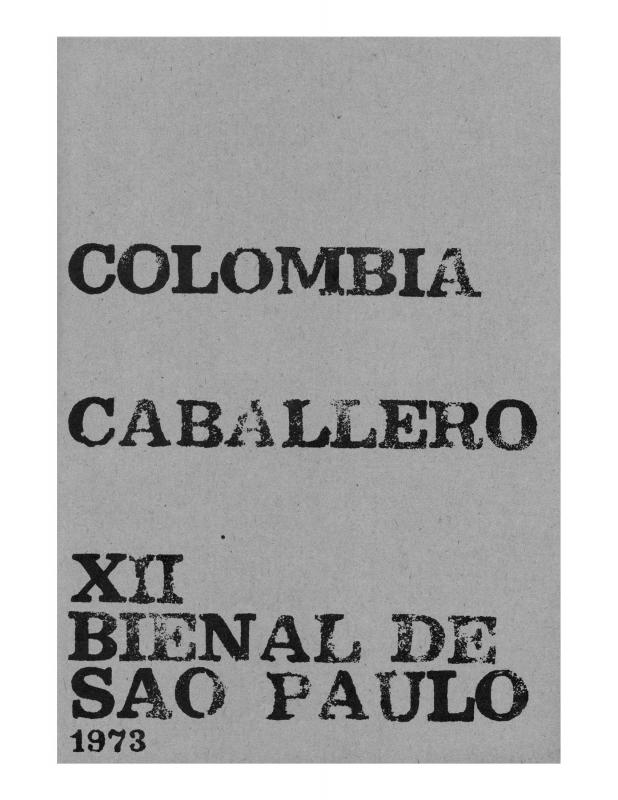 COLOMBIA
CABALLERO
XII
BIENAL DE
SAO PAULO
1973